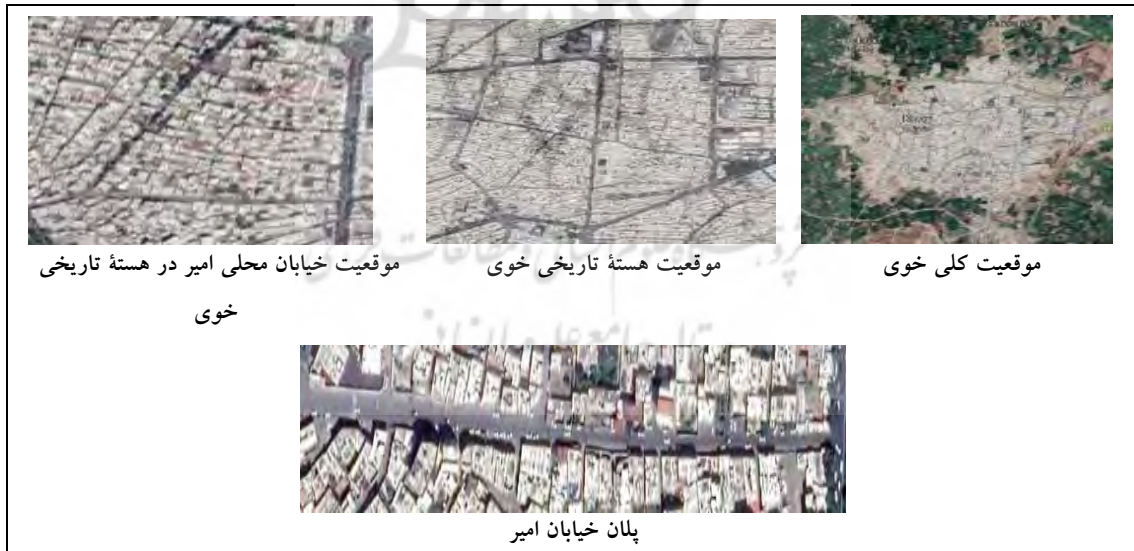 موقعیت کلی خوی
موقعیت هستهٔ تاریخی خوی
موقعیت خیابان محلی امیر در هستهٔ تاریخی
خوی
پلان خیابان امیر